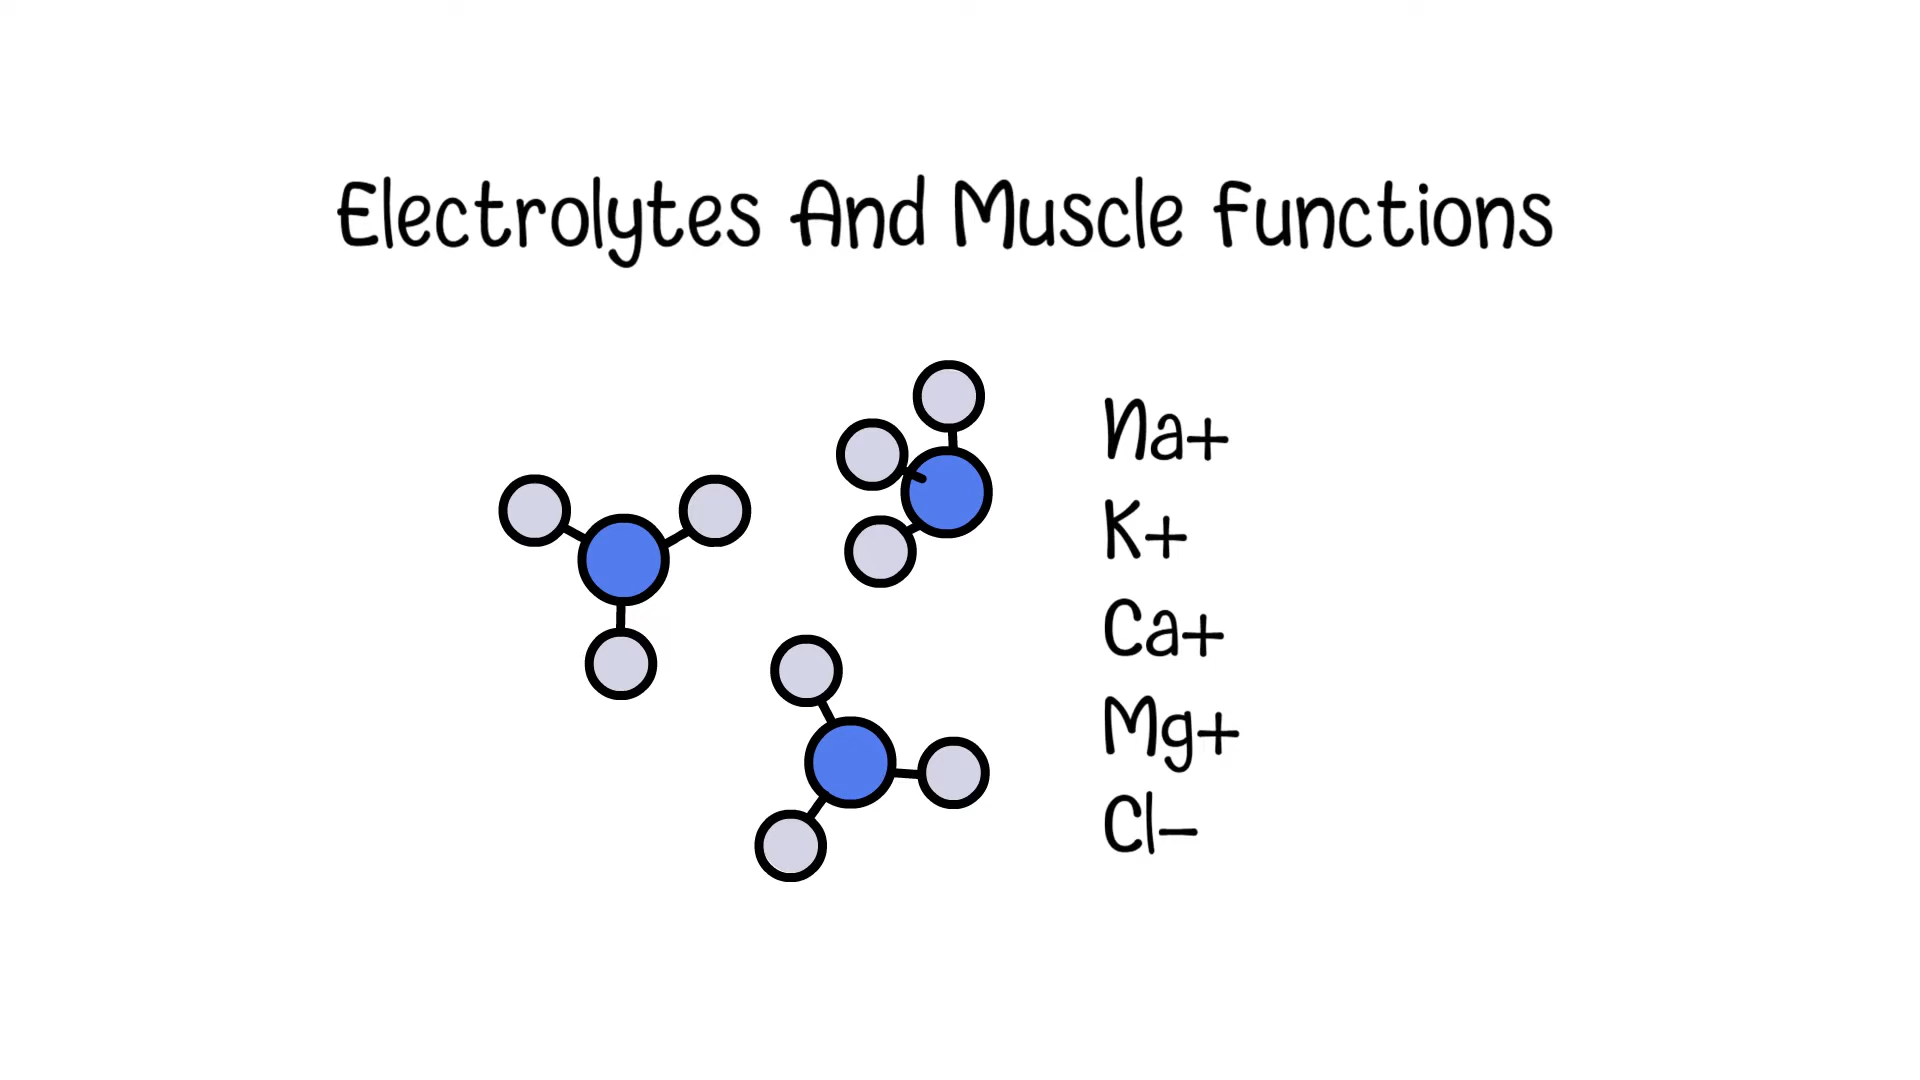 Electrolytes And Muscle Functions
Na+
K+
Ca+
Mg+
Cl-